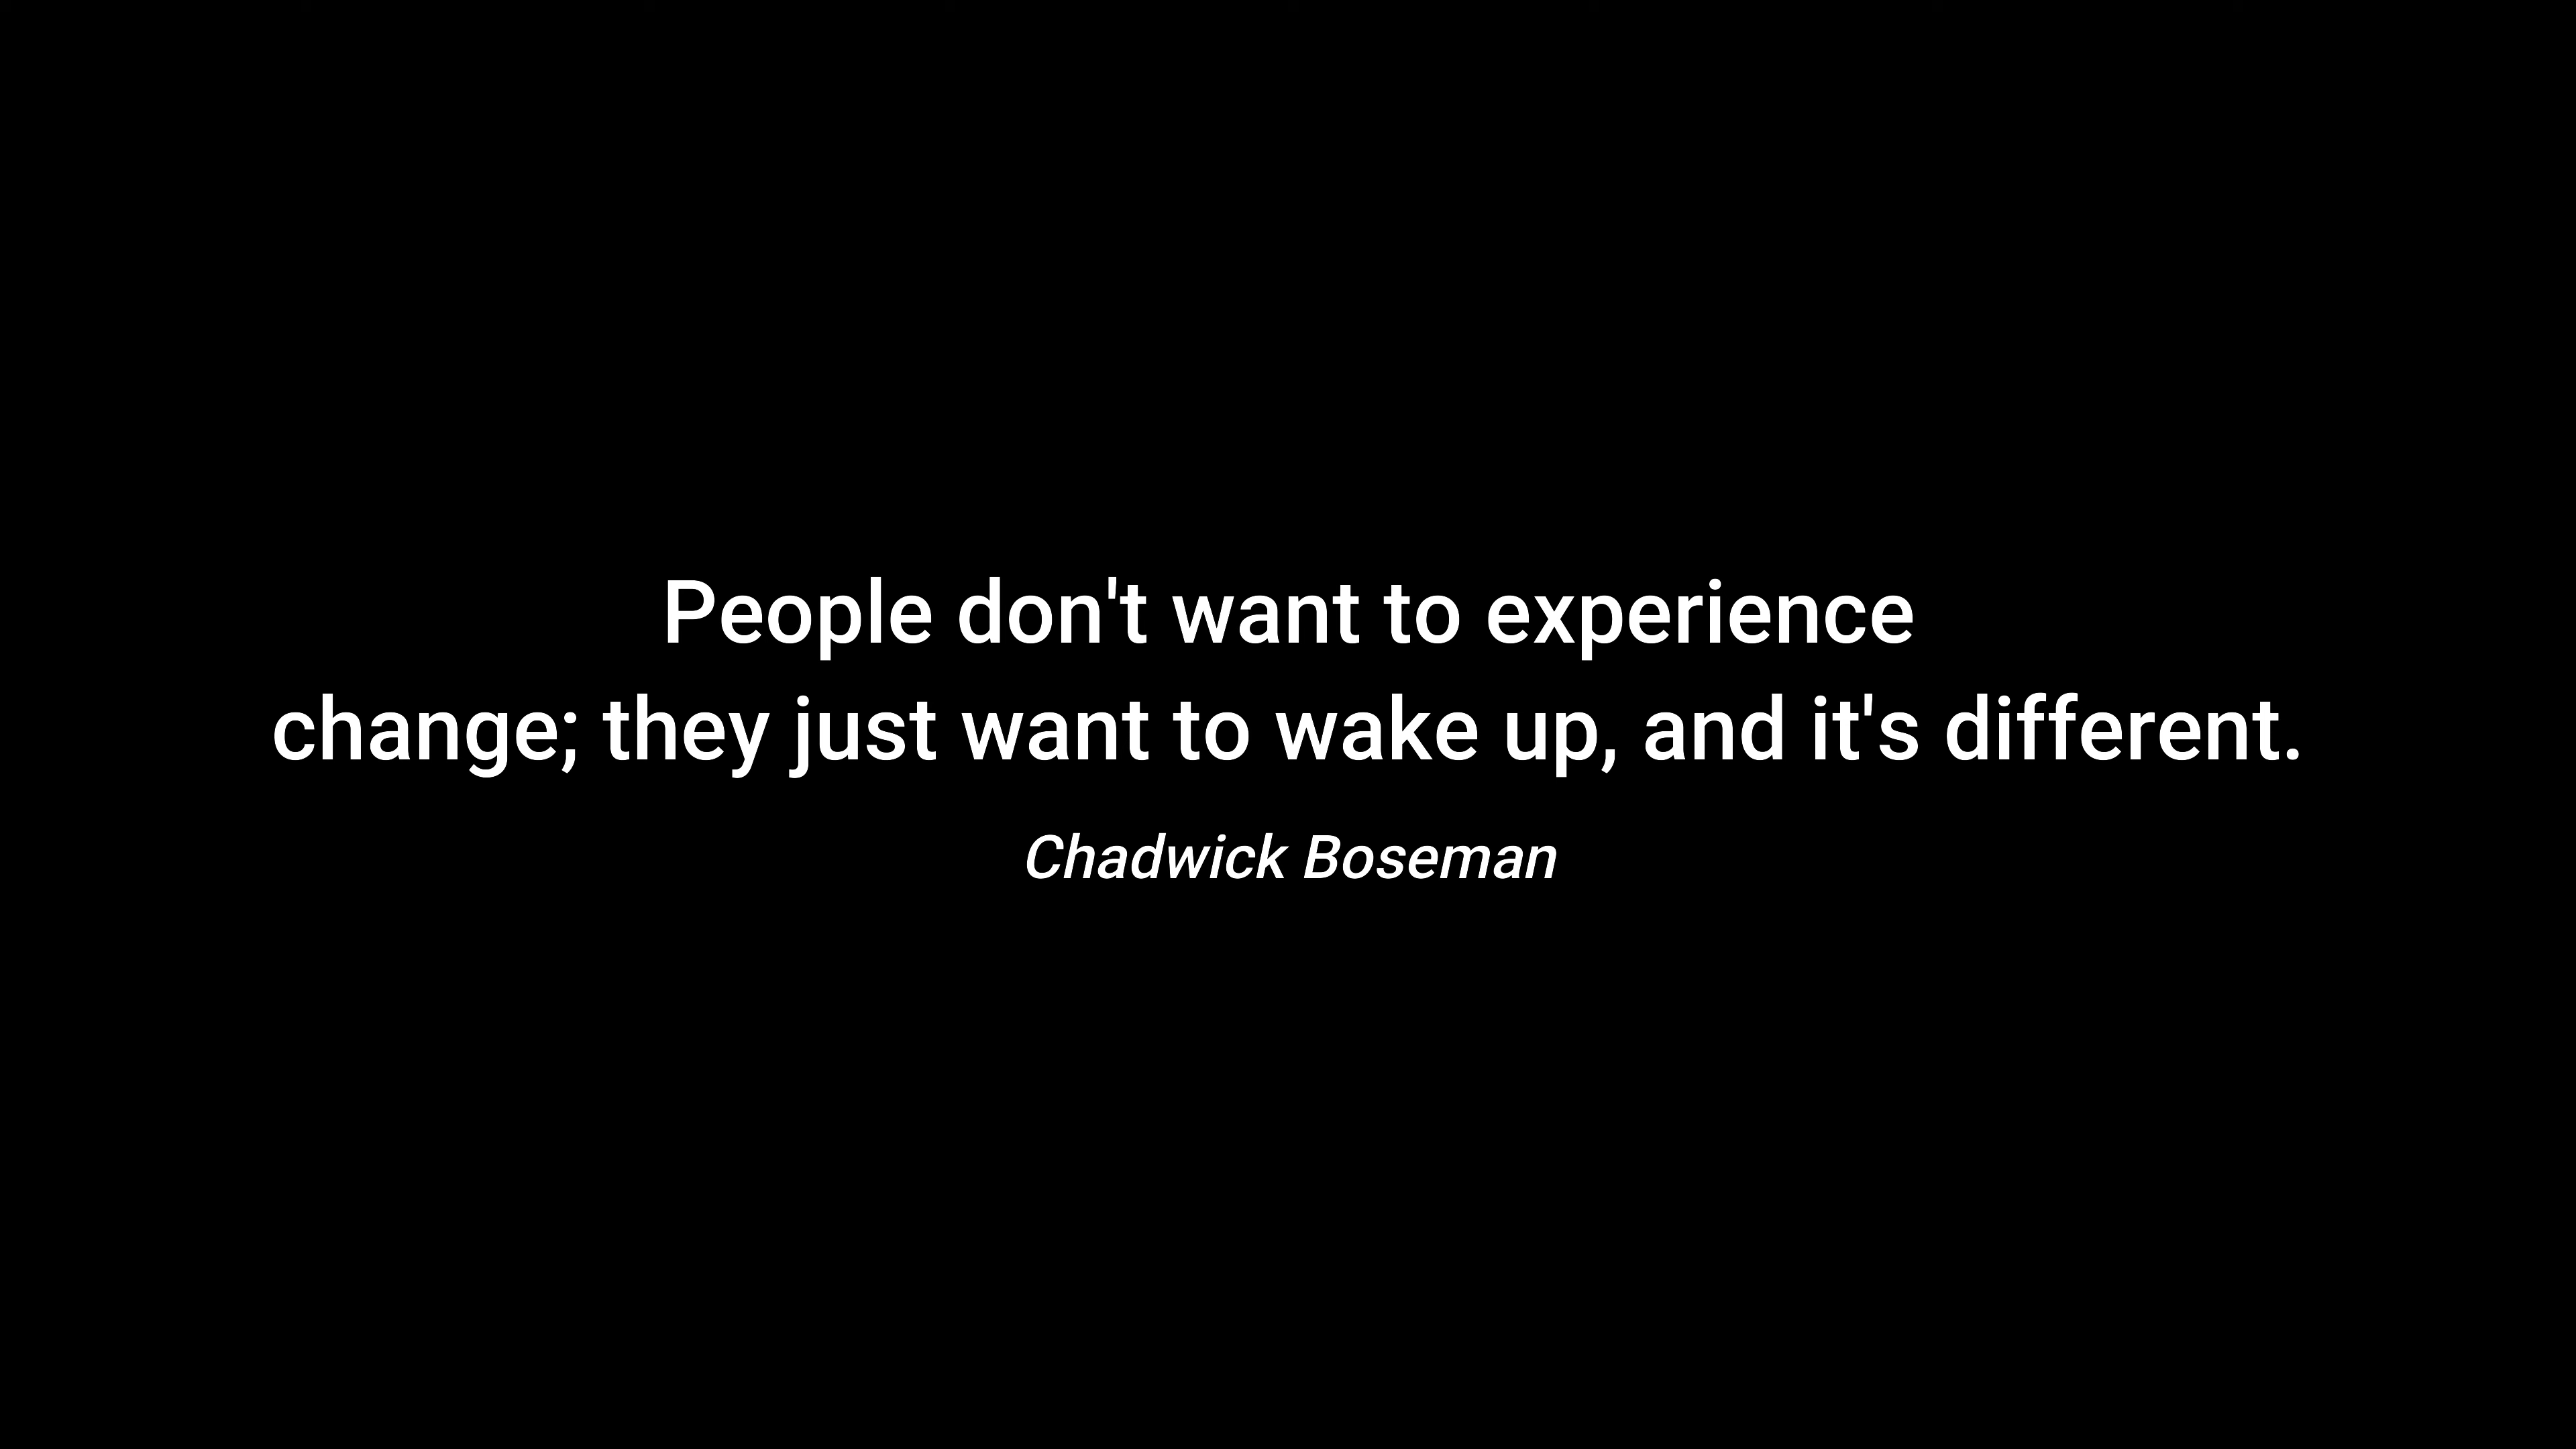 People don't want to experience
change; they just want to wake up, and it's different.
Chadwick Boseman